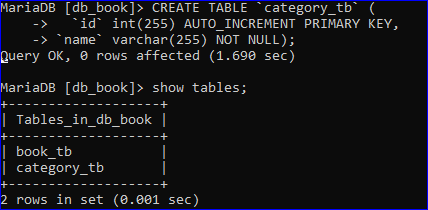 MariaDB [db_book]> CREATE TABLE `category_tb` (
    ->   `id` int(255) AUTO_INCREMENT PRIMARY KEY,
    -> `name` varchar(255) NOT NULL);
Query OK, 0 rows affected (1.690 sec)

MariaDB [db_book]> show tables;
+-------------------+
| Tables_in_db_book |
+-------------------+
| book_tb           |
| category_tb       |
+-------------------+
2 rows in set (0.001 sec)